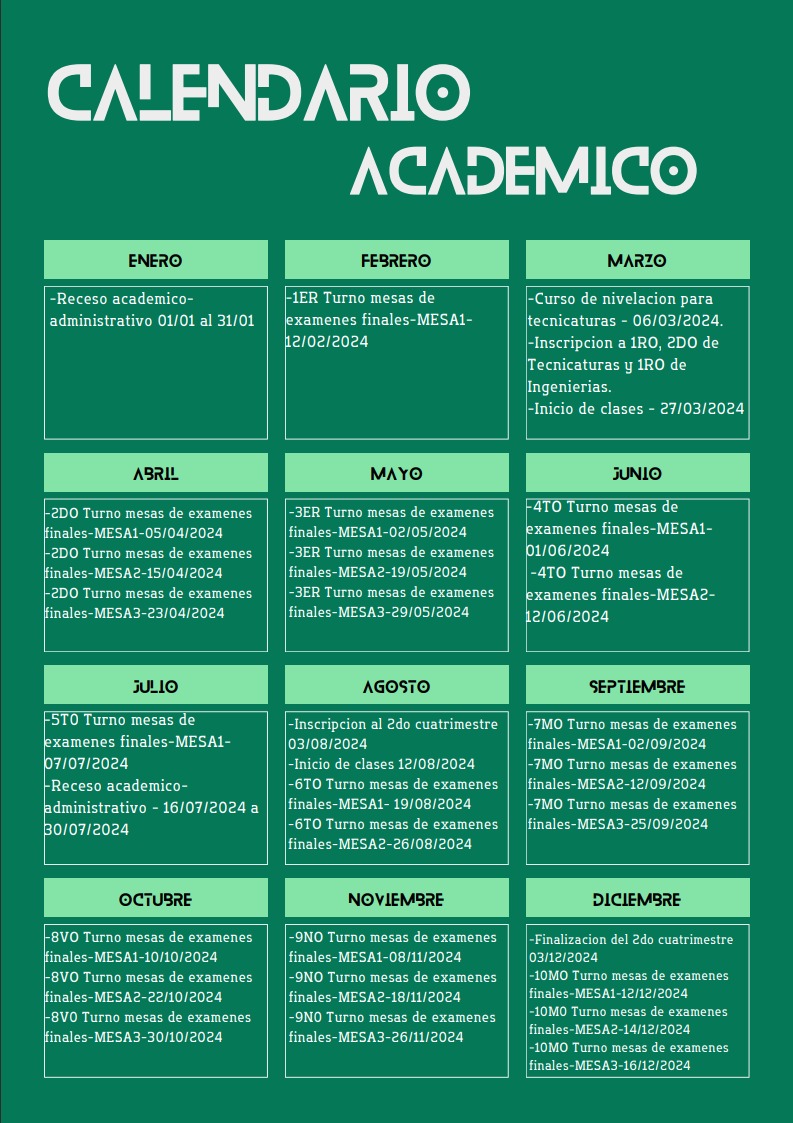 CALENDARIO
ACADEMICO
ENERO
-Receso academico-
administrativo 01/01 al 31/01
FEBRERO
-1ER Turno mesas de
examenes finales-MESA1-
12/02/2024
MARZO
-Curso de nivelacion para
tecnicaturas - 06/03/2024.
-Inscripcion a 1RO, 2DO de
Tecnicaturas y 1RO de
Ingenierias.
-Inicio de clases - 27/03/2024
ABRIL
-2DO Turno mesas de examenes
finales-MESA1-05/04/2024
-2DO Turno mesas de examenes
finales-MESA2-15/04/2024
-2DO Turno mesas de examenes
finales-MESA3-23/04/2024
MAYO
-3ER Turno mesas de examenes
finales-MESA1-02/05/2024
-3ER Turno mesas de examenes
finales-MESA2-19/05/2024
-3ER Turno mesas de examenes
finales-MESA3-29/05/2024
JUNIO
-4TO Turno mesas de
examenes finales-MESA1-
01/06/2024
-4TO Turno mesas de
examenes finales-MESA2-
12/06/2024
JULIO
-5TO Turno mesas de
examenes finales-MESA1-
07/07/2024
-Receso academico-
administrativo - 16/07/2024 a
30/07/2024
AGOSTO
-Inscripcion al 2do cuatrimestre
03/08/2024
-Inicio de clases 12/08/2024
-6TO Turno mesas de examenes
finales-MESA1- 19/08/2024
-6TO Turno mesas de examenes
finales-MESA2-26/08/2024
SEPTIEMBRE
-7MO Turno mesas de examenes
finales-MESA1-02/09/2024
-7MO Turno mesas de examenes
finales-MESA2-12/09/2024
-7MO Turno mesas de examenes
finales-MESA3-25/09/2024
OCTUBRE
-8VO Turno mesas de examenes
finales-MESA1-10/10/2024
-8VO Turno mesas de examenes
finales-MESA2-22/10/2024
-8VO Turno mesas de examenes
finales-MESA3-30/10/2024
NOVIEMBRE
-9NO Turno mesas de examenes
finales-MESA1-08/11/2024
-9NO Turno mesas de examenes
finales-MESA2-18/11/2024
-9NO Turno mesas de examenes
finales-MESA3-26/11/2024
DICIEMBRE
-Finalizacion del 2do cuatrimestre
03/12/2024
-10MO Turno mesas de examenes
finales-MESA1-12/12/2024
-10MO Turno mesas de examenes
finales-MESA2-14/12/2024
-10MO Turno mesas de examenes
finales-MESA3-16/12/2024